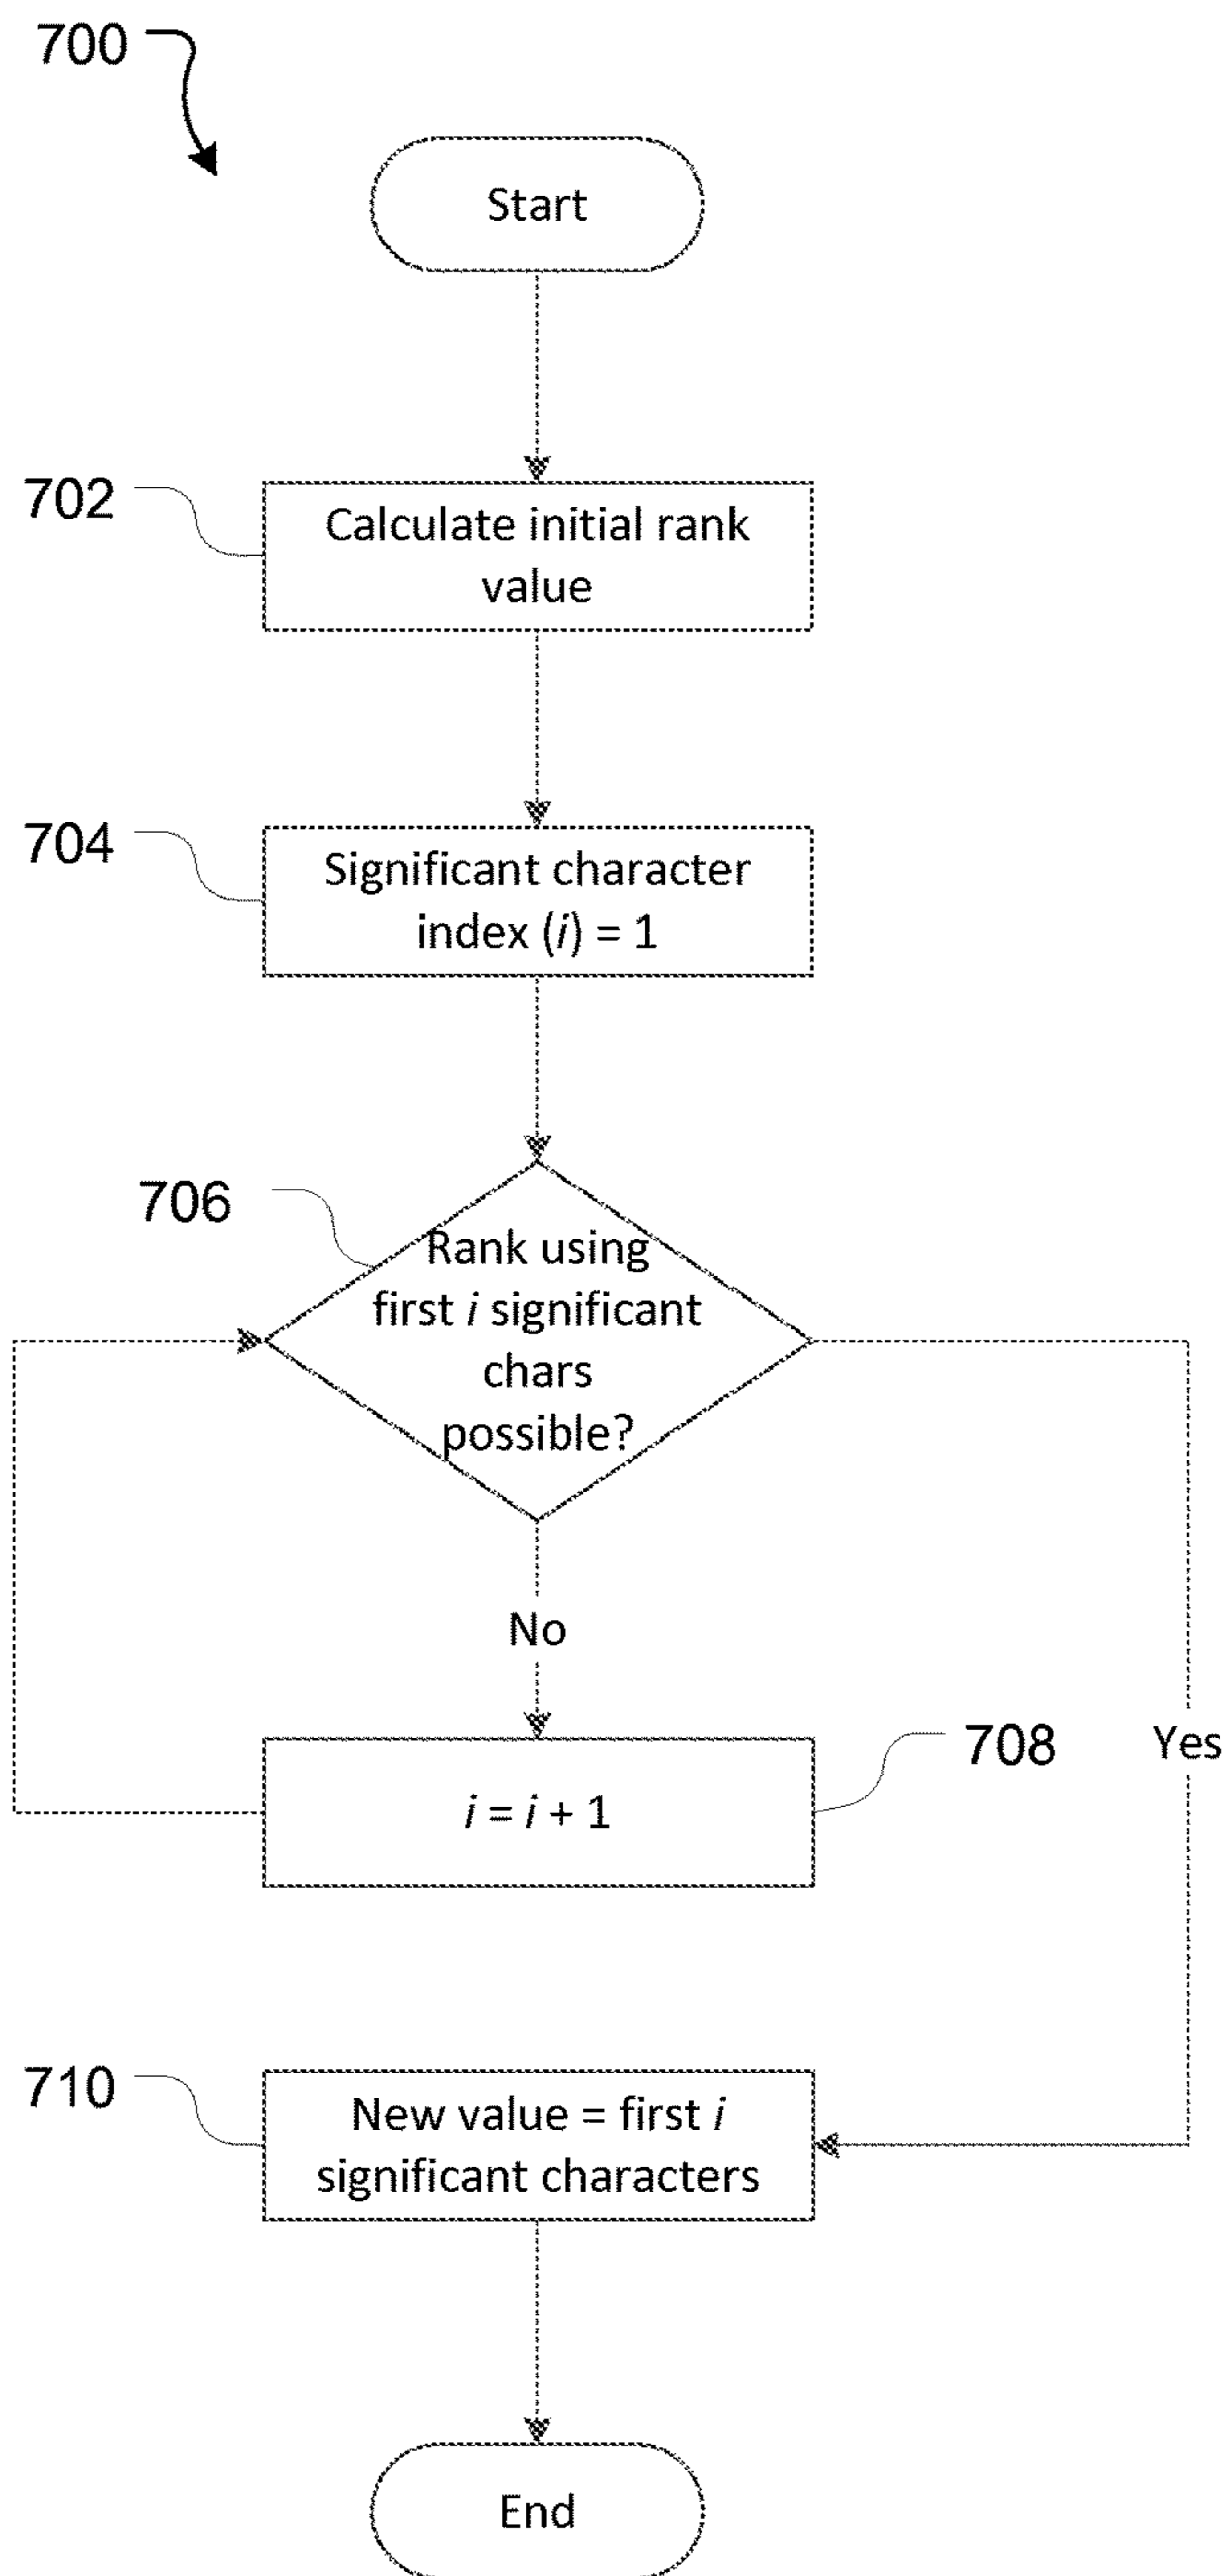 700
Start
702
Calculate initial rank
value
704
Significant character
index (i) = 1
706
Rank using
first i significant
chars
possible?
No
708
Yes
i = i + 1
710
New value = first i
significant characters
End